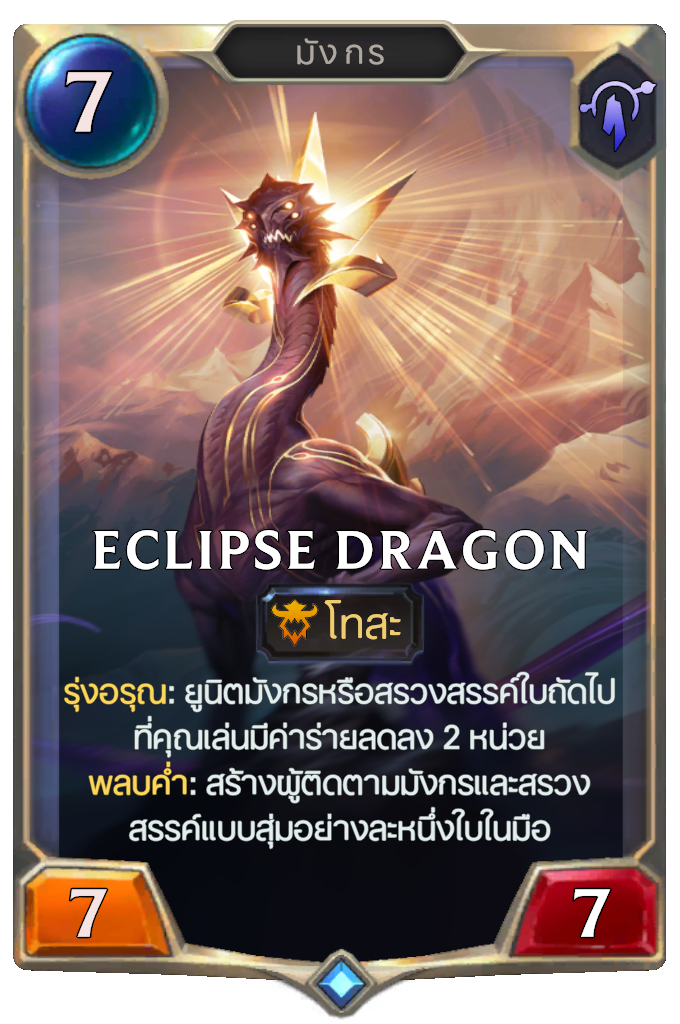 มังกร
7
ECLIPSE DRAGON
โทสะ
รุ่งอรุณ: ยูนิตมังกรหรือสรวงสรรค์ใบถัดไป
ที่คุณเล่นมีค่าร่ายลดลง 2 หน่วย
พลบค่ำ: สร้างผู้ติดตามมังกรและสรวง
สรรค์แบบสุ่มอย่างละหนึ่งใบในมือ
7
7